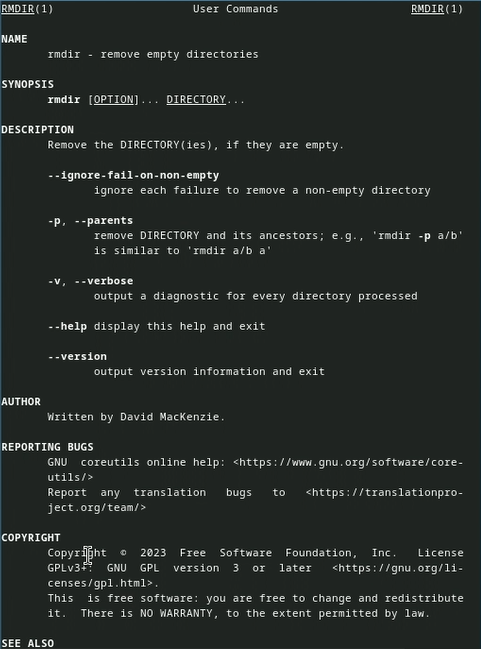 RMDIR(1) User Commands RMDIR(1)
NAME
rmdir - remove empty directories
SYNOPSIS
rmdir [OPTION]... DIRECTORY...
DESCRIPTION
Remove the DIRECTORY(ies), if they are empty.
--ignore-fail-on-non-empty
ignore each failure to remove a non-empty directory
-p, --parents
remove DIRECTORY and its ancestors; e.g., 'rmdir -p a/b'
is similar to 'rmdir a/b a'
-v, --verbose
output a diagnostic for every directory processed
--help display this help and exit
--version
output version information and exit
AUTHOR
Written by David MacKenzie.
REPORTING BUGS
GNU coreutils online help: <https://www.gnu.org/software/core-
utils/>
Report any translation bugs to <https://translationpro-
ject.org/team/>
COPYRIGHT
Copyright © 2023 Free Software Foundation, Inc. License
GPLv3+: GNU GPL version 3 or later <https://gnu.org/li-
censes/gpl.html>.
This is free software: you are free to change and redistribute
it. There is NO WARRANTY, to the extent permitted by law.
SEE ALSO